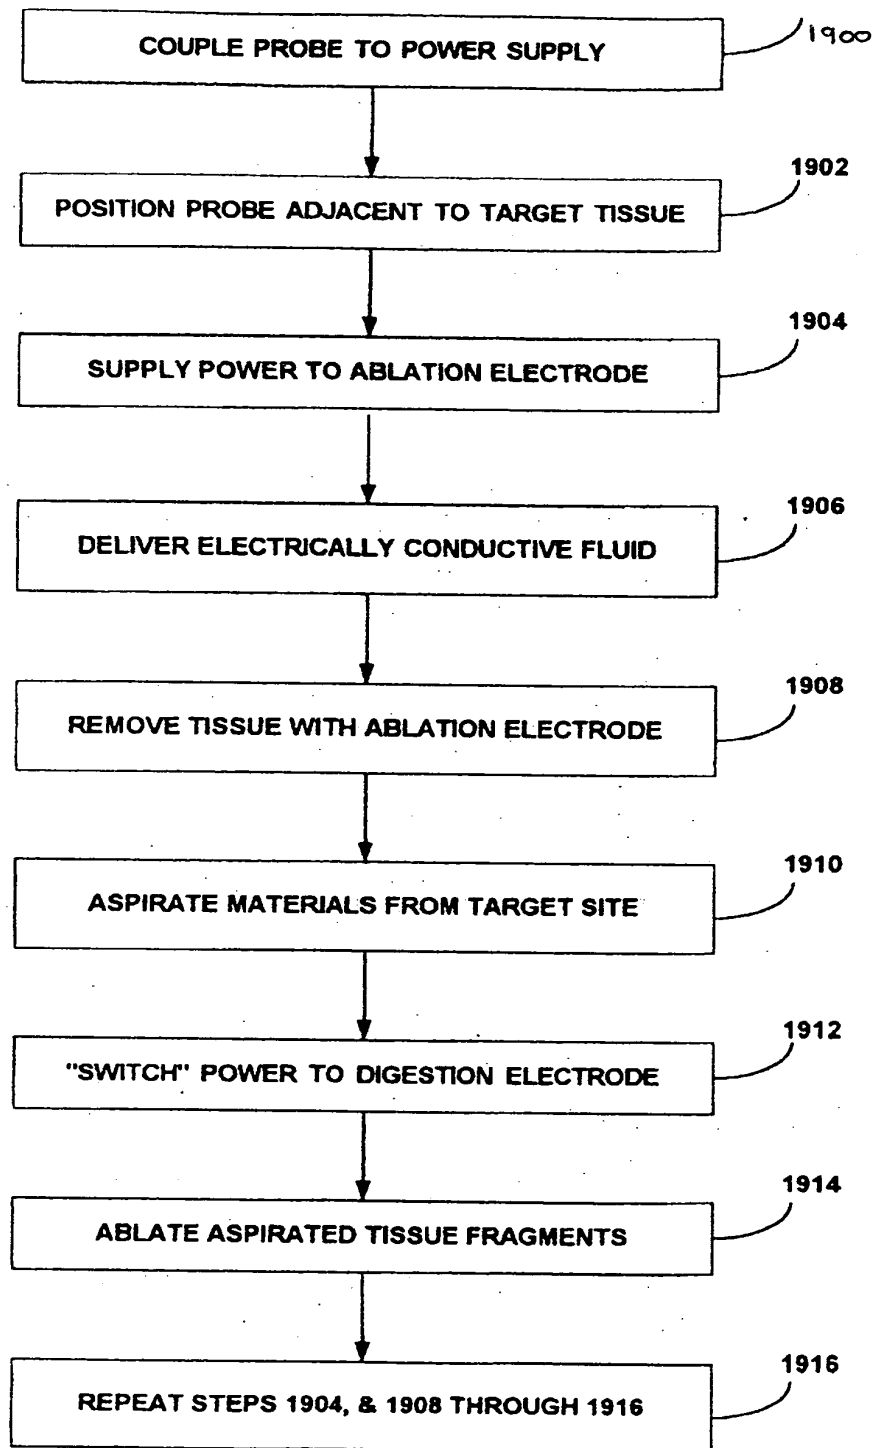 COUPLE PROBE TO POWER SUPPLY
1900
1902
POSITION PROBE ADJACENT TO TARGET TISSUE
1904
SUPPLY POWER TO ABLATION ELECTRODE
1906
DELIVER ELECTRICALLY CONDUCTIVE FLUID
1908
REMOVE TISSUE WITH ABLATION ELECTRODE
1910
ASPIRATE MATERIALS FROM TARGET SITE
1912
"SWITCH" POWER TO DIGESTION ELECTRODE
1914
ABLATE ASPIRATED TISSUE FRAGMENTS
1916
REPEAT STEPS 1904, & 1908 THROUGH 1916